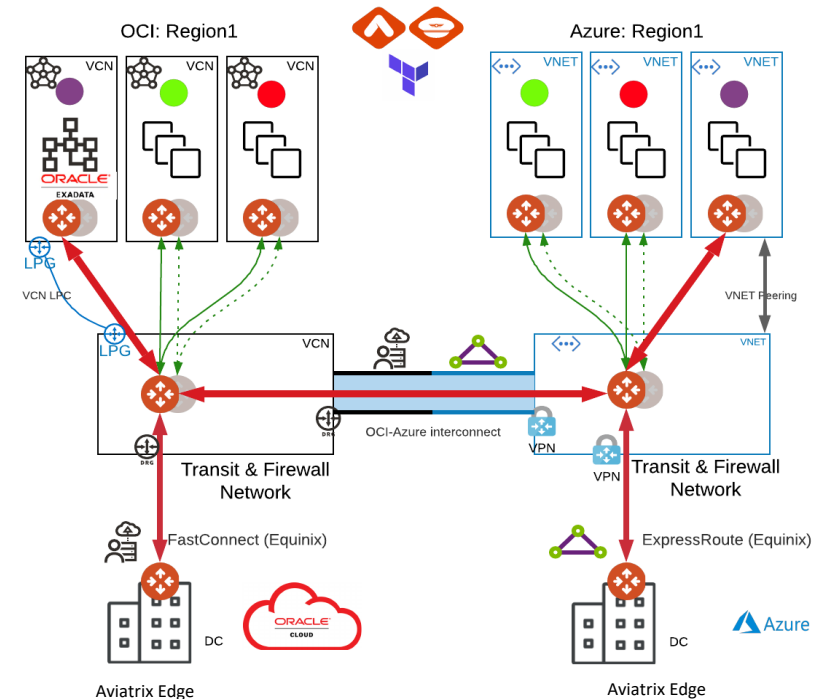 OCI: Region1
Azure: Region1
VCN
VCN
VCN
VNET
VNET
VNET
ORACLE
EXADATA
LPG
VCN LPC
VNET Peering
LPG
VCN
VNET
DRG
OCI-Azure interconnect
VPN
DRG
VPN
Transit & Firewall
Network
Transit & Firewall
Network
FastConnect (Equinix)
ExpressRoute (Equinix)
ORACLE
CLOUD
DC
DC
Azure
Aviatrix Edge
Aviatrix Edge